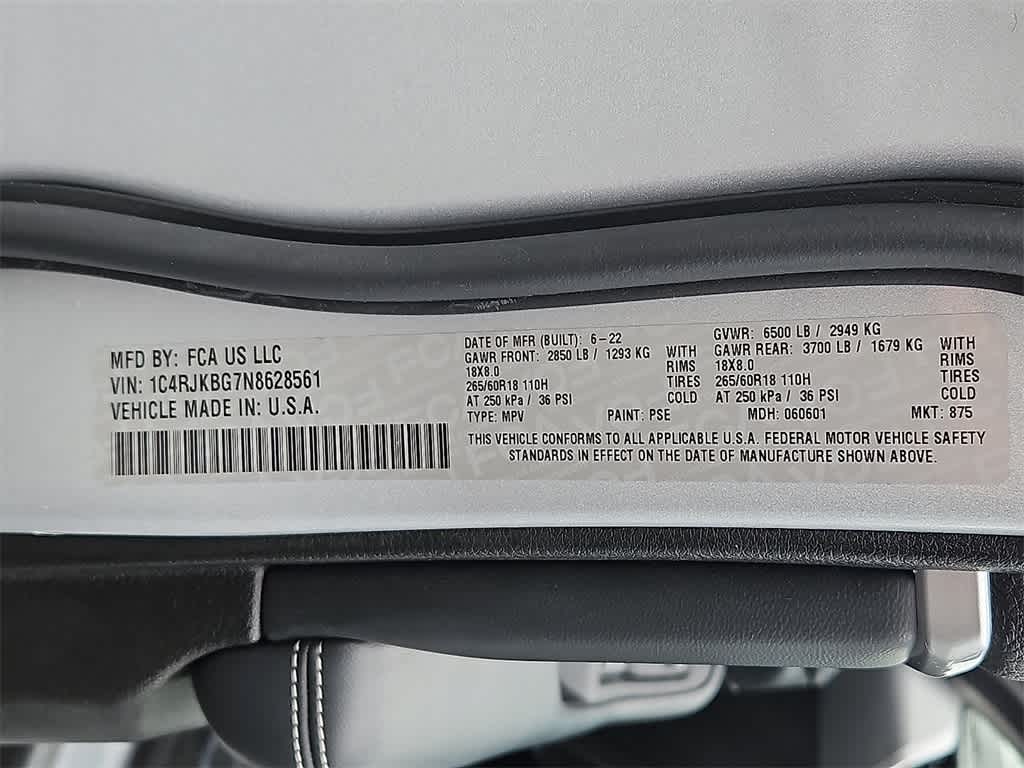 MFD BY: FCA US LLC
VIN: 1C4RJKBG7N8628561
VEHICLE MADE IN: U.S.A.
DATE OF MFR (BUILT): 6-22
GAWR FRONT: 2850 LB / 1293 KG WITH
18X8.0 RIMS
265/60R18 110H TIRES
AT 250 kPa / 36 PSI COLD
TYPE: MPV PAINT: PSE
GVWR: 6500 LB / 2949 KG
GAWR REAR: 3700 LB / 1679 KG WITH
18X8.0 RIMS
265/60R18 110H TIRES
AT 250 kPa / 36 PSI COLD
MDH: 060601 MKT: 875
THIS VEHICLE CONFORMS TO ALL APPLICABLE U.S.A. FEDERAL MOTOR VEHICLE SAFETY
STANDARDS IN EFFECT ON THE DATE OF MANUFACTURE SHOWN ABOVE.